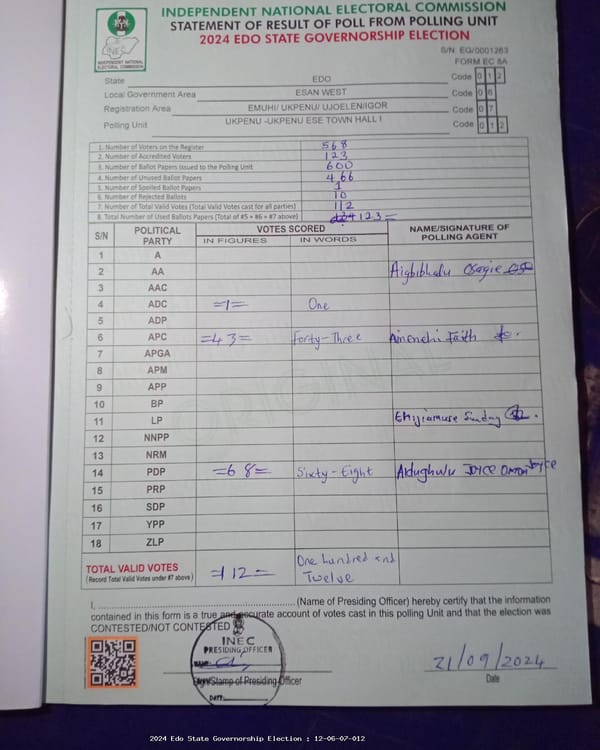 INDEPENDENT NATIONAL ELECTORAL COMMISSION
STATEMENT OF RESULT OF POLL FROM POLLING UNIT
2024 EDO STATE GOVERNORSHIP ELECTION
S/N: EG/0001263
FORM EC 8A
INEC
INDEPENDENT NATIONAL ELECTORAL COMMISSION
State EDO Code 0 1 2
Local Government Area ESAN WEST Code 0 6
Registration Area EMUHI/ UKPENU/ UJOELEN/IGOR Code 0 7
Polling Unit UKPENU -UKPENU ESE TOWN HALL I Code 0 1 2
1. Number of Voters on the Register 568
2. Number of Accredited Voters 123
3. Number of Ballot Papers Issued to the Polling Unit 600
4. Number of Unused Ballot Papers 466
5. Number of Spoiled Ballot Papers 1
6. Number of Rejected Ballots 10
7. Number of Total Valid Votes (Total Valid Votes cast for all parties) 112
8. Total Number of Used Ballots Papers (Total of #5 + #6 + #7 above) 123=
S/N POLITICAL PARTY VOTES SCORED NAME/SIGNATURE OF POLLING AGENT
IN FIGURES IN WORDS
1 A
2 AA Osagie
3 AAC
4 ADC =1= One
5 ADP
6 APC =43= Forty-Three Faith
7 APGA
8 APM
9 APP
10 BP
11 LP Ehijiamuse Sunday
12 NNPP
13 NRM
14 PDP =68= Sixty-Eight JOYCE Joyce
15 PRP
16 SDP
17 YPP
18 ZLP
TOTAL VALID VOTES =112= One hundred and
(Record Total Valid Votes under #7 above) Twelve
I, (Name of Presiding Officer) hereby certify that the information
contained in this form is a true and accurate account of votes cast in this polling Unit and that the election was
CONTESTED/NOT CONTESTED
INEC
PRESIDING OFFICER
SIGN
Sign/Stamp of Presiding Officer
DATE:
21/09/2024
Date
2024 Edo State Governorship Election : 12-06-07-012